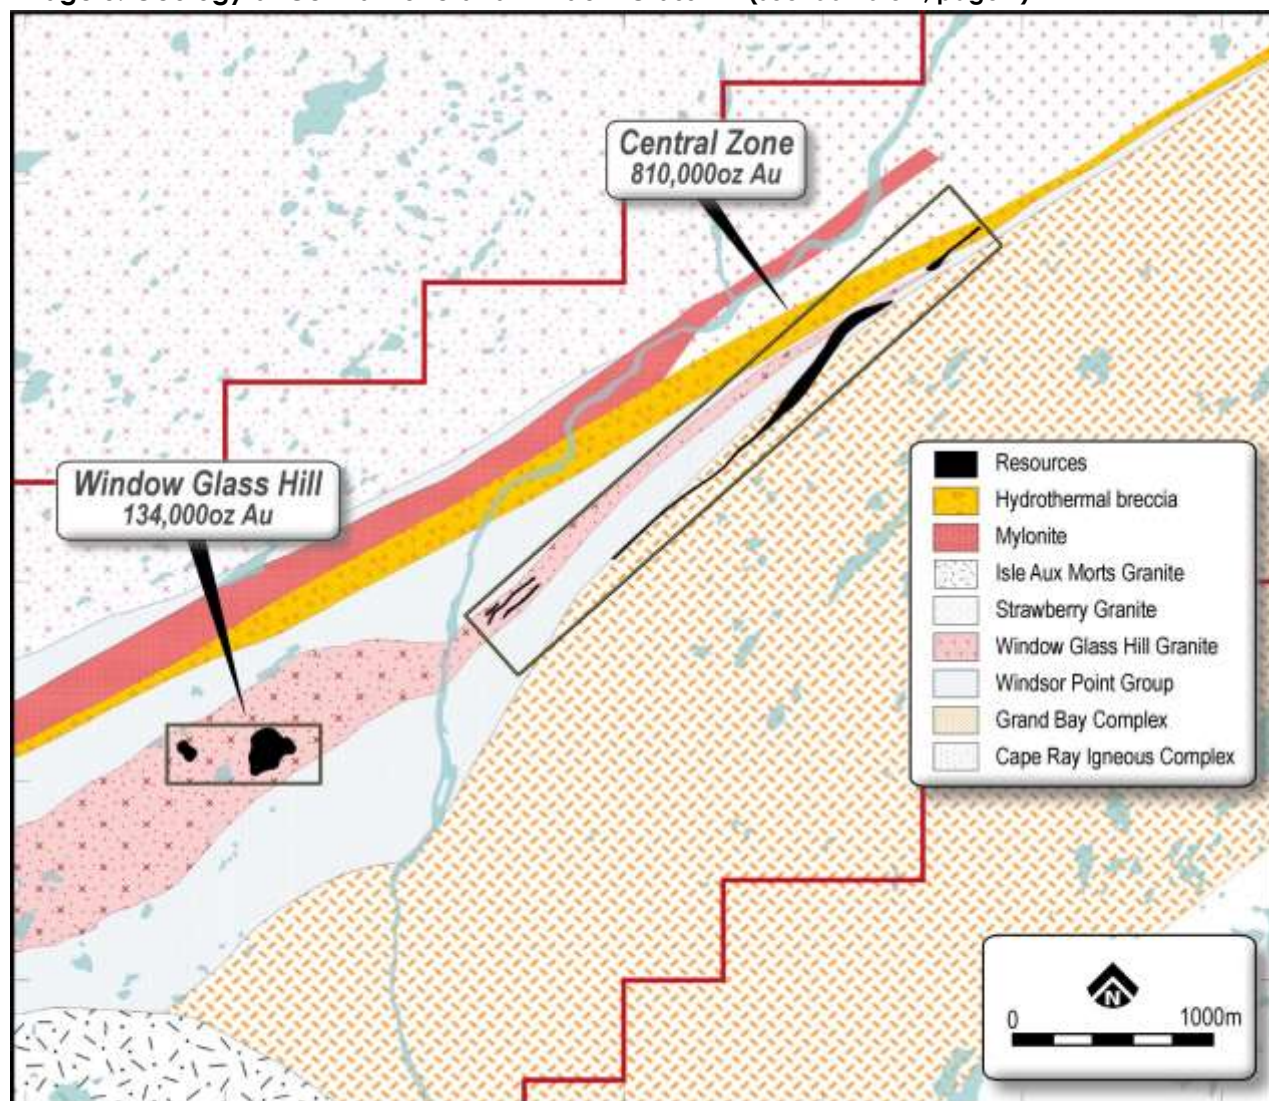 Central Zone
810,000oz Au
Window Glass Hill
134,000oz Au
Resources
Hydrothermal breccia
Mylonite
Isle Aux Morts Granite
Strawberry Granite
Window Glass Hill Granite
Windsor Point Group
Grand Bay Complex
Cape Ray Igneous Complex
N
0 1000m